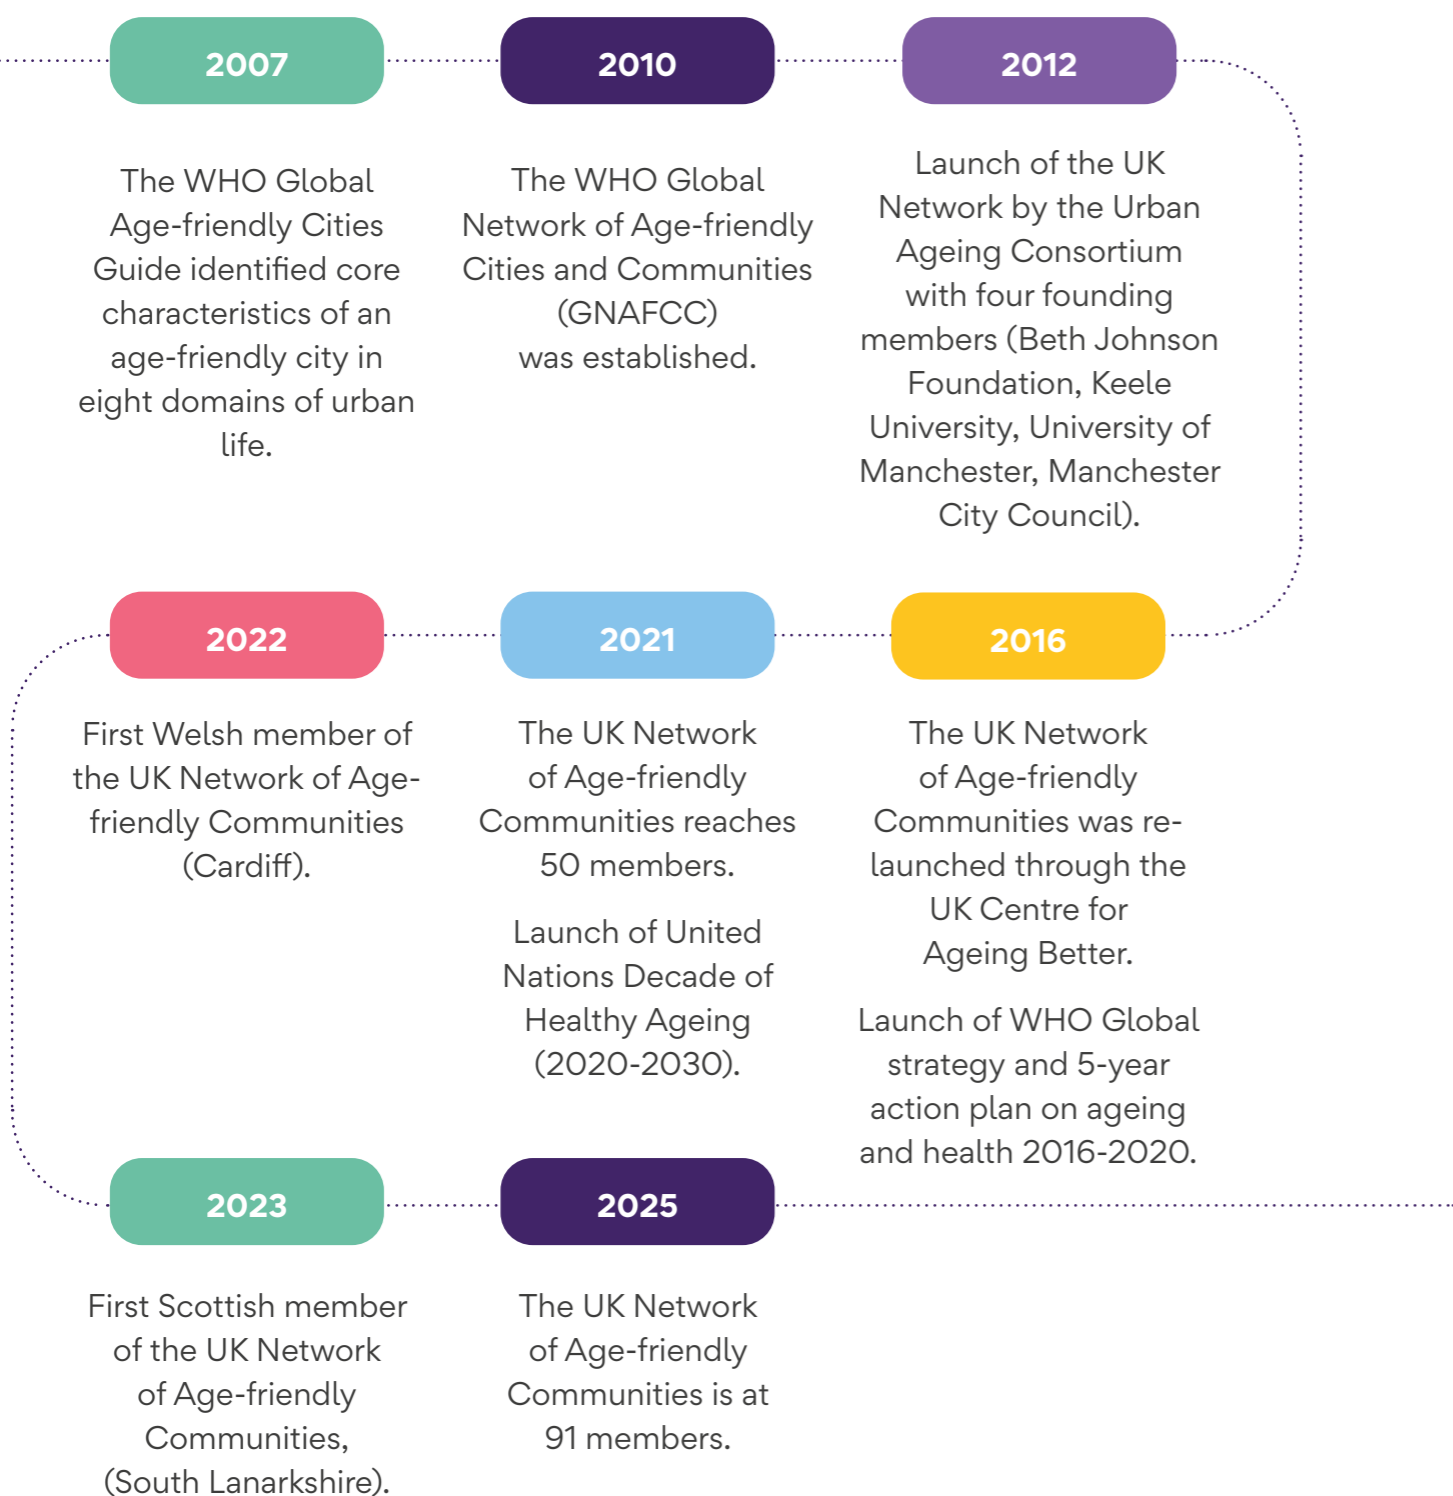 2007
The WHO Global
Age-friendly Cities
Guide identified core
characteristics of an
age-friendly city in
eight domains of urban
life.
2010
The WHO Global
Network of Age-friendly
Cities and Communities
(GNAFCC)
was established.
2012
Launch of the UK
Network by the Urban
Ageing Consortium
with four founding
members (Beth Johnson
Foundation, Keele
University, University of
Manchester, Manchester
City Council).
2016
The UK Network
of Age-friendly
Communities was re-
launched through the
UK Centre for
Ageing Better.
Launch of WHO Global
strategy and 5-year
action plan on ageing
and health 2016-2020.
2021
The UK Network
of Age-friendly
Communities reaches
50 members.
Launch of United
Nations Decade of
Healthy Ageing
(2020-2030).
2022
First Welsh member of
the UK Network of Age-
friendly Communities
(Cardiff).
2023
First Scottish member
of the UK Network
of Age-friendly
Communities,
(South Lanarkshire).
2025
The UK Network
of Age-friendly
Communities is at
91 members.